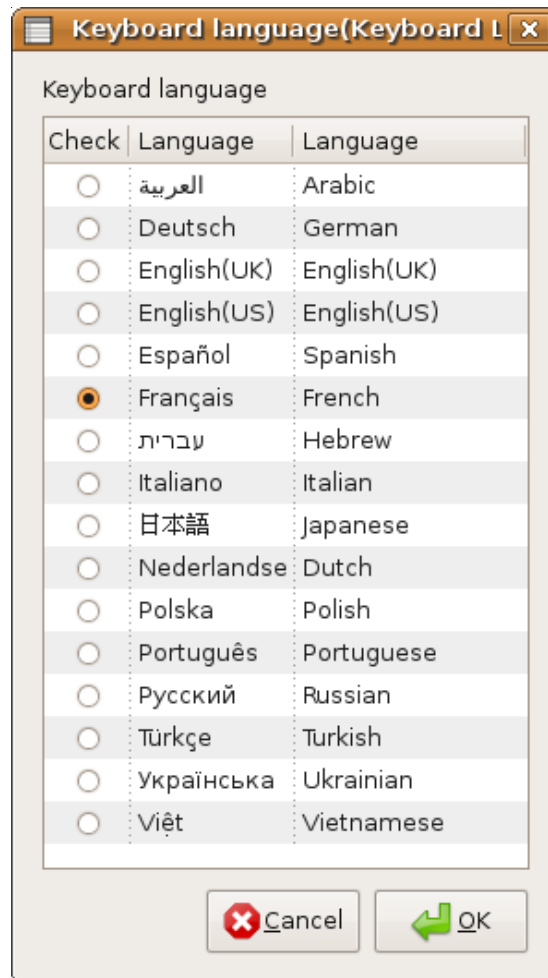 Keyboard language(Keyboard L
Keyboard language
Check Language Language
العربية Arabic
Deutsch German
English(UK) English(UK)
English(US) English(US)
Español Spanish
Français French
עברית Hebrew
Italiano Italian
日本語 Japanese
Nederlandse Dutch
Polska Polish
Português Portuguese
Русский Russian
Türkçe Turkish
Українська Ukrainian
Việt Vietnamese
Cancel OK